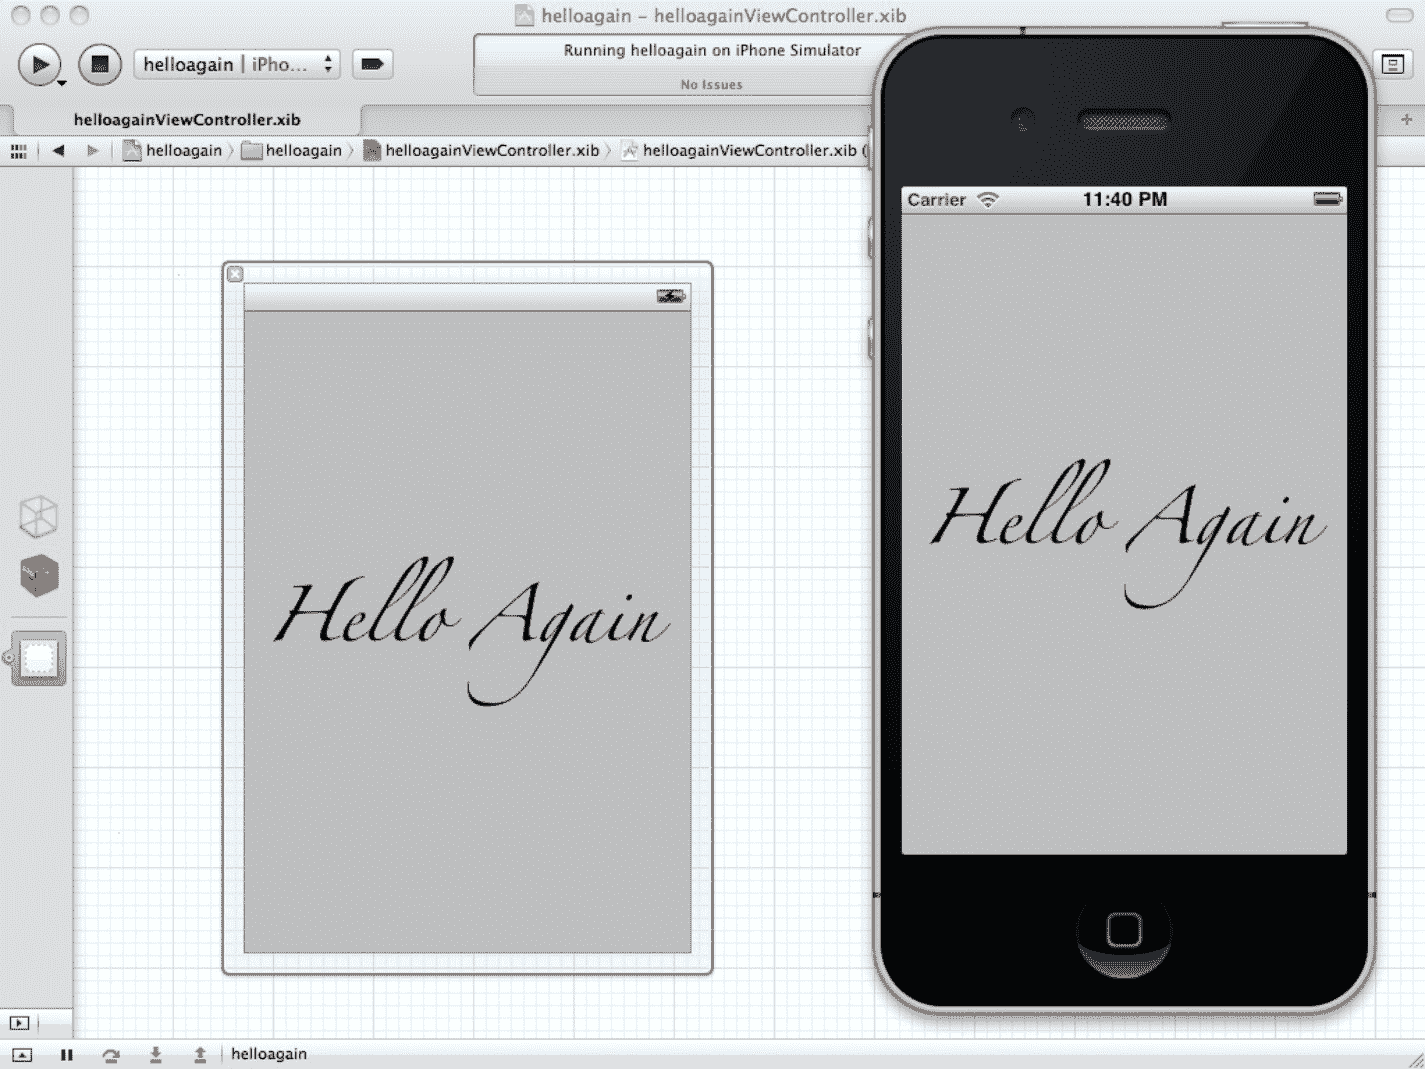 helloagain – helloagainViewController.xib
helloagain | iPho...
Running helloagain on iPhone Simulator
No Issues
helloagainViewController.xib
helloagain
helloagain
helloagainViewController.xib
helloagainViewController.xib (
Carrier
11:40 PM
Hello Again
Hello Again
helloagain